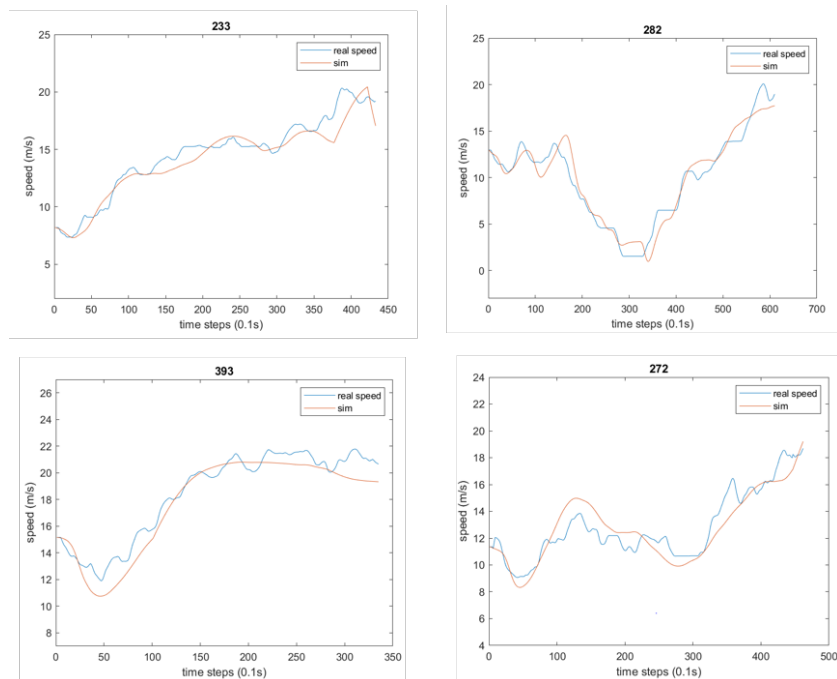 233
25
20
15
10
5
speed (m/s)
real speed
sim
0 50 100 150 200 250 300 350 400 450
time steps (0.1s)
282
25
20
15
10
5
0
speed (m/s)
real speed
sim
0 100 200 300 400 500 600 700
time steps (0.1s)
393
26
24
22
20
18
16
14
12
10
8
speed (m/s)
real speed
sim
0 50 100 150 200 250 300 350
time steps (0.1s)
272
24
22
20
18
16
14
12
10
8
6
4
speed (m/s)
real speed
sim
0 100 200 300 400 500
time steps (0.1s)